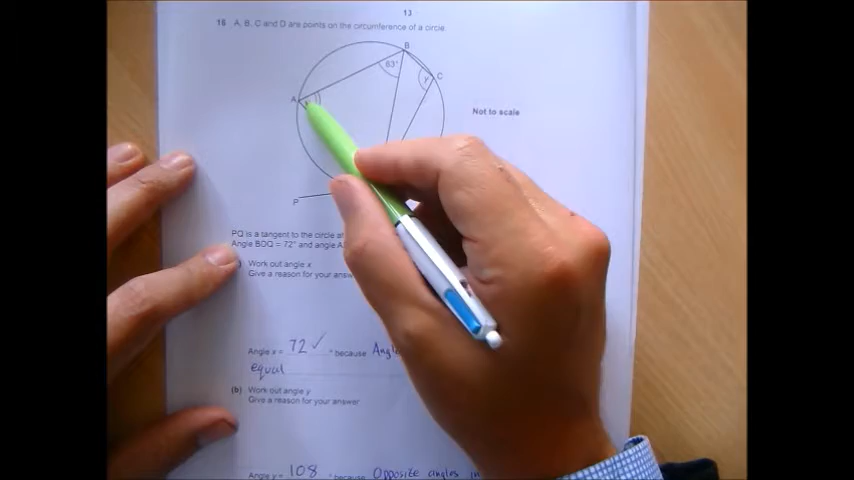 13
16 A, B, C and D are points on the circumference of a circle
B
63°
C
y
A
x
Not to scale
P
PQ is a tangent to the circle at
Angle BDQ = 72° and angle A
Work out angle x
Give a reason for your answ
Angle x = 72 ✓ ° because Angle
equal
(b) Work out angle y
Give a reason for your answer
Angle y = 108 ° because Opposite angles in